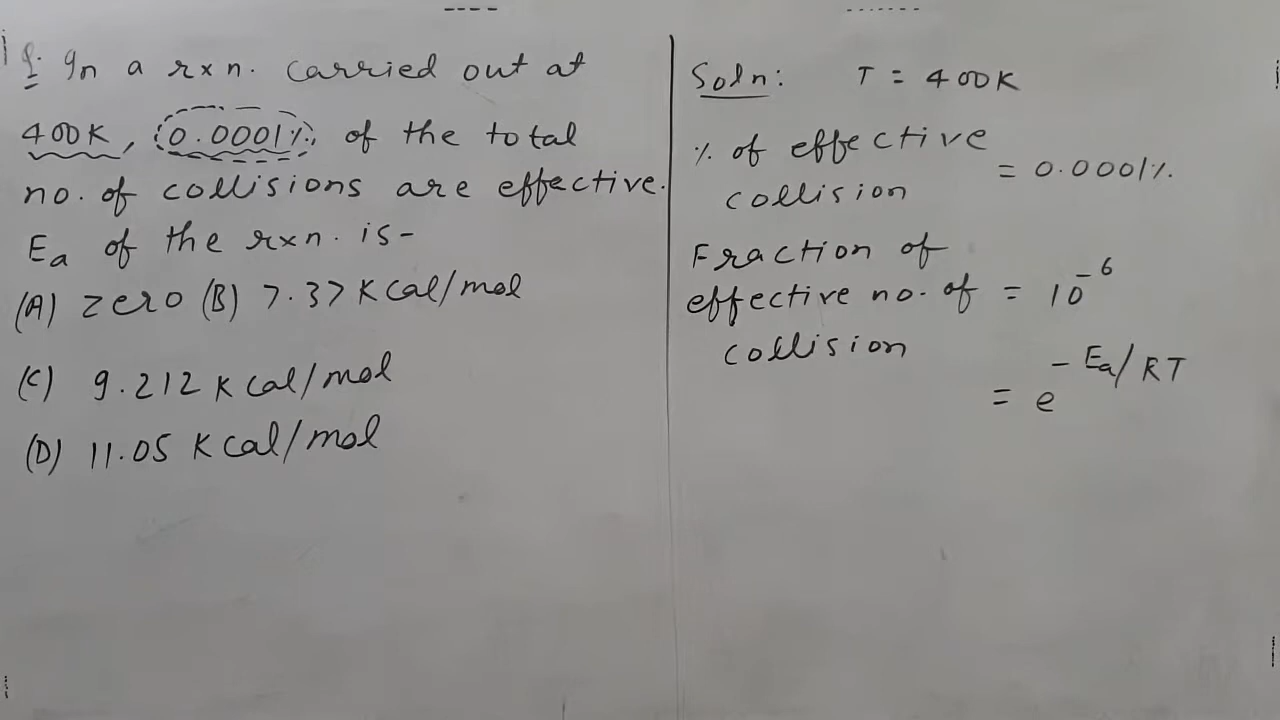 Q: In a rxn. carried out at
400K, 0.0001% of the total
no. of collisions are effective.
Ea of the rxn. is-
(A) zero (B) 7.37 Kcal/mol
(C) 9.212 K cal/mol
(D) 11.05 K cal/mol
Soln: T = 400K
% of effective
collision = 0.0001%.
Fraction of
effective no. of = 10^-6
collision
= e^-Ea/RT